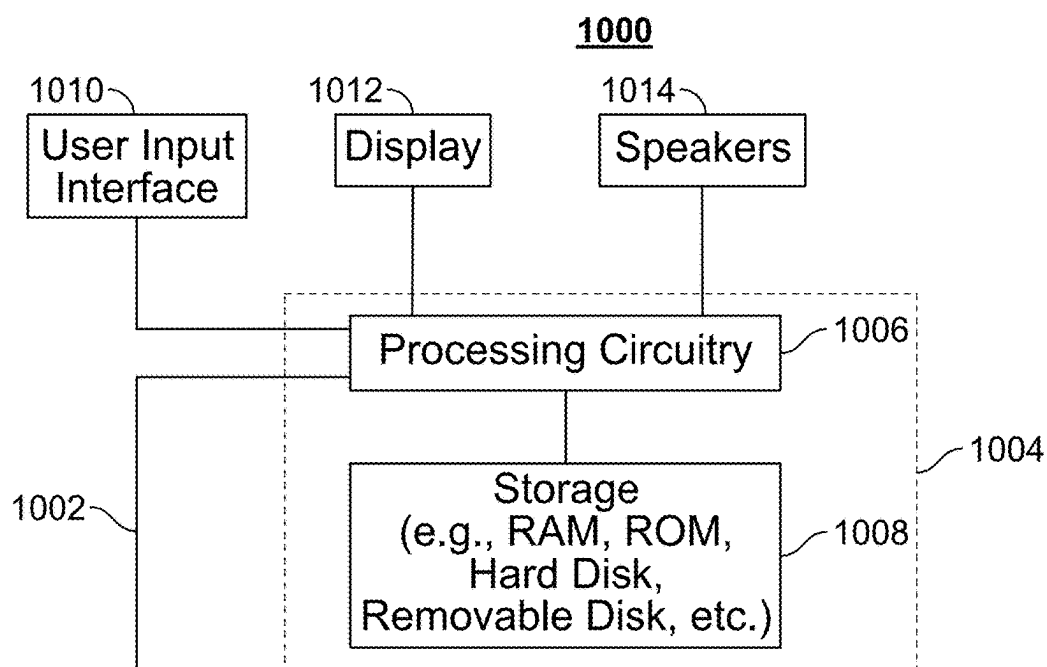 1000
1010
1012
1014
User Input
Interface
Display
Speakers
Processing Circuitry
1006
1004
1002
Storage
(e.g., RAM, ROM,
Hard Disk,
Removable Disk, etc.)
1008